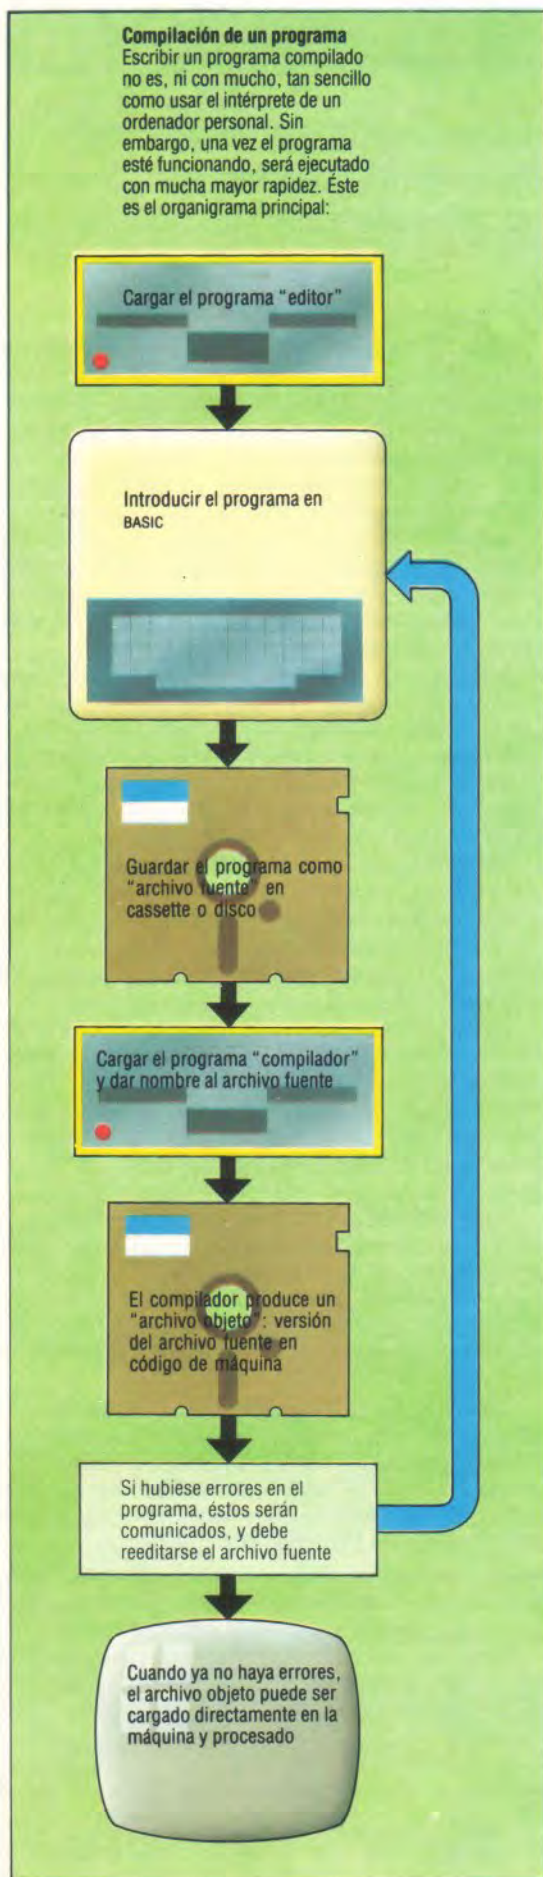 Compilación de un programa
Escribir un programa compilado
no es, ni con mucho, tan sencillo
como usar el intérprete de un
ordenador personal. Sin
embargo, una vez el programa
esté funcionando, será ejecutado
con mucha mayor rapidez. Éste
es el organigrama principal:
Cargar el programa “editor”
Introducir el programa en
BASIC
Guardar el programa como
“archivo fuente” en
cassette o disco
Cargar el programa “compilador”
y dar nombre al archivo fuente
El compilador produce un
“archivo objeto”: versión
del archivo fuente en
código de máquina
Si hubiese errores en el
programa, éstos serán
comunicados, y debe
reeditarse el archivo fuente
Cuando ya no haya errores,
el archivo objeto puede ser
cargado directamente en la
máquina y procesado